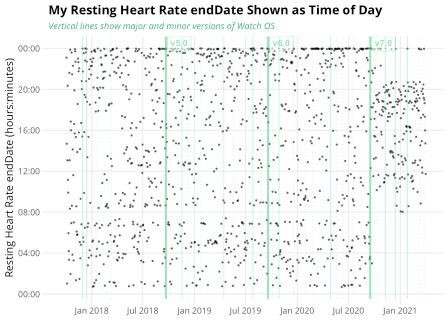 My Resting Heart Rate endDate Shown as Time of Day
Vertical lines show major and minor versions of Watch OS
v5.0 v6.0 v7.0
Resting Heart Rate endDate (hours:minutes)
00:00
20:00
16:00
12:00
08:00
04:00
00:00
Jan 2018 Jul 2018 Jan 2019 Jul 2019 Jan 2020 Jul 2020 Jan 2021